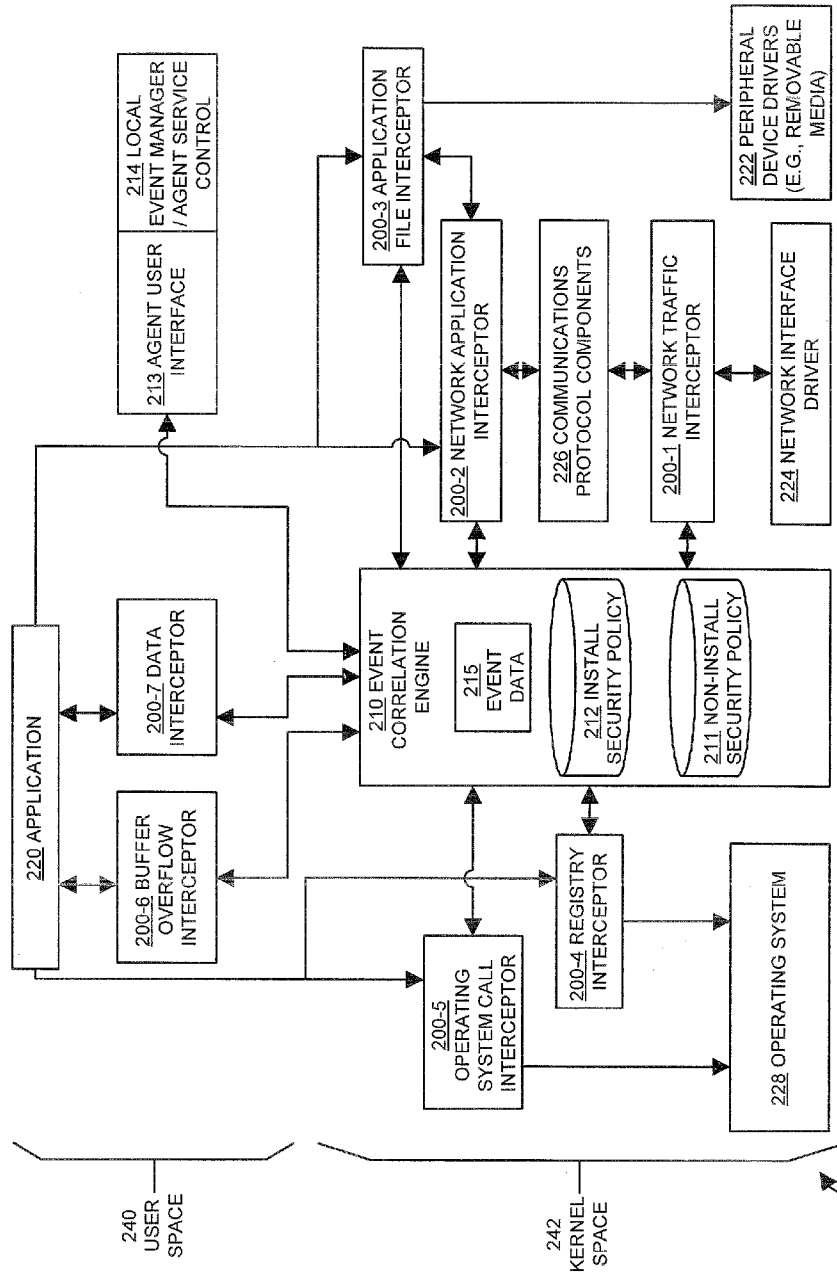 220 APPLICATION
213 AGENT USER
INTERFACE
214 LOCAL
EVENT MANAGER
/ AGENT SERVICE
CONTROL
200-6 BUFFER
OVERFLOW
INTERCEPTOR
200-7 DATA
INTERCEPTOR
240
USER
SPACE
200-5
OPERATING
SYSTEM CALL
INTERCEPTOR
200-4 REGISTRY
INTERCEPTOR
228 OPERATING SYSTEM
210 EVENT
CORRELATION
ENGINE
215
EVENT
DATA
212 INSTALL
SECURITY POLICY
211 NON-INSTALL
SECURITY POLICY
200-3 APPLICATION
FILE INTERCEPTOR
200-2 NETWORK APPLICATION
INTERCEPTOR
226 COMMUNICATIONS
PROTOCOL COMPONENTS
200-1 NETWORK TRAFFIC
INTERCEPTOR
224 NETWORK INTERFACE
DRIVER
222 PERIPHERAL
DEVICE DRIVERS
(E.G., REMOVABLE
MEDIA)
242
KERNEL
SPACE